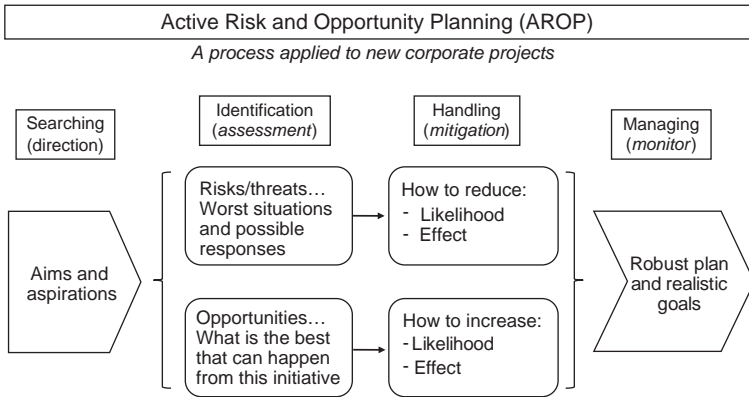 Active Risk and Opportunity Planning (AROP)
A process applied to new corporate projects
Searching
(direction)
Identification
(assessment)
Handling
(mitigation)
Managing
(monitor)
Aims and
aspirations
Risks/threats…
Worst situations
and possible
responses
How to reduce:
- Likelihood
- Effect
Opportunities…
What is the best
that can happen
from this initiative
How to increase:
- Likelihood
- Effect
Robust plan
and realistic
goals